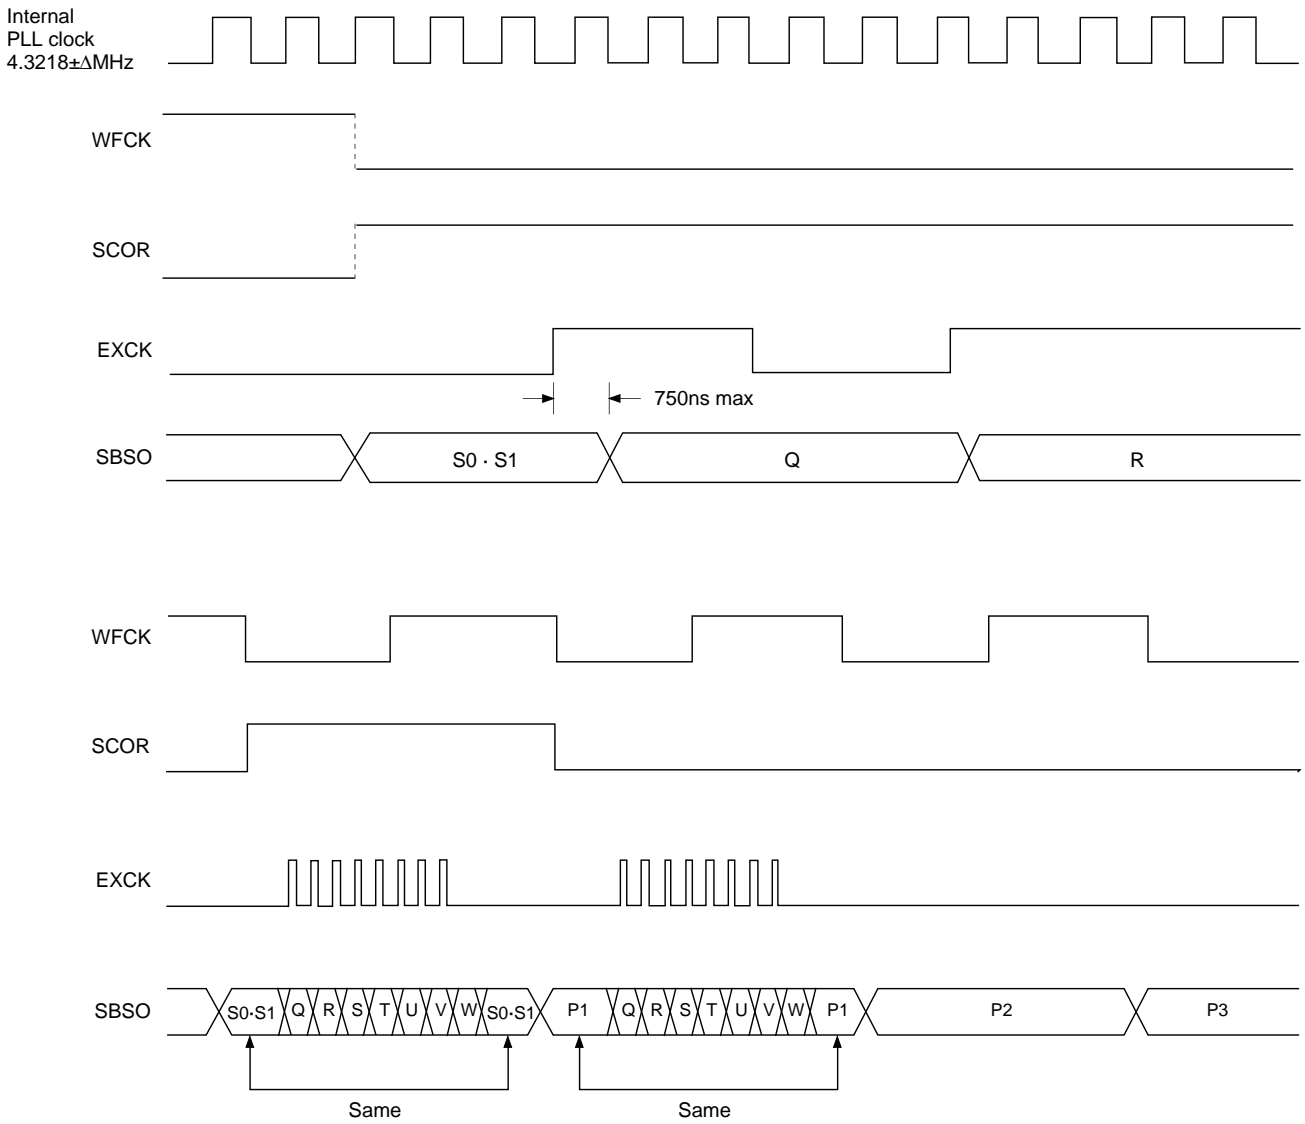 Internal
PLL clock
4.3218±ΔMHz
WFCK
SCOR
EXCK
750ns max
SBSO
S0 · S1
Q
R
WFCK
SCOR
EXCK
SBSO
S0·S1
Q
R
S
T
U
V
W
S0·S1
P1
Q
R
S
T
U
V
W
P1
P2
P3
Same
Same